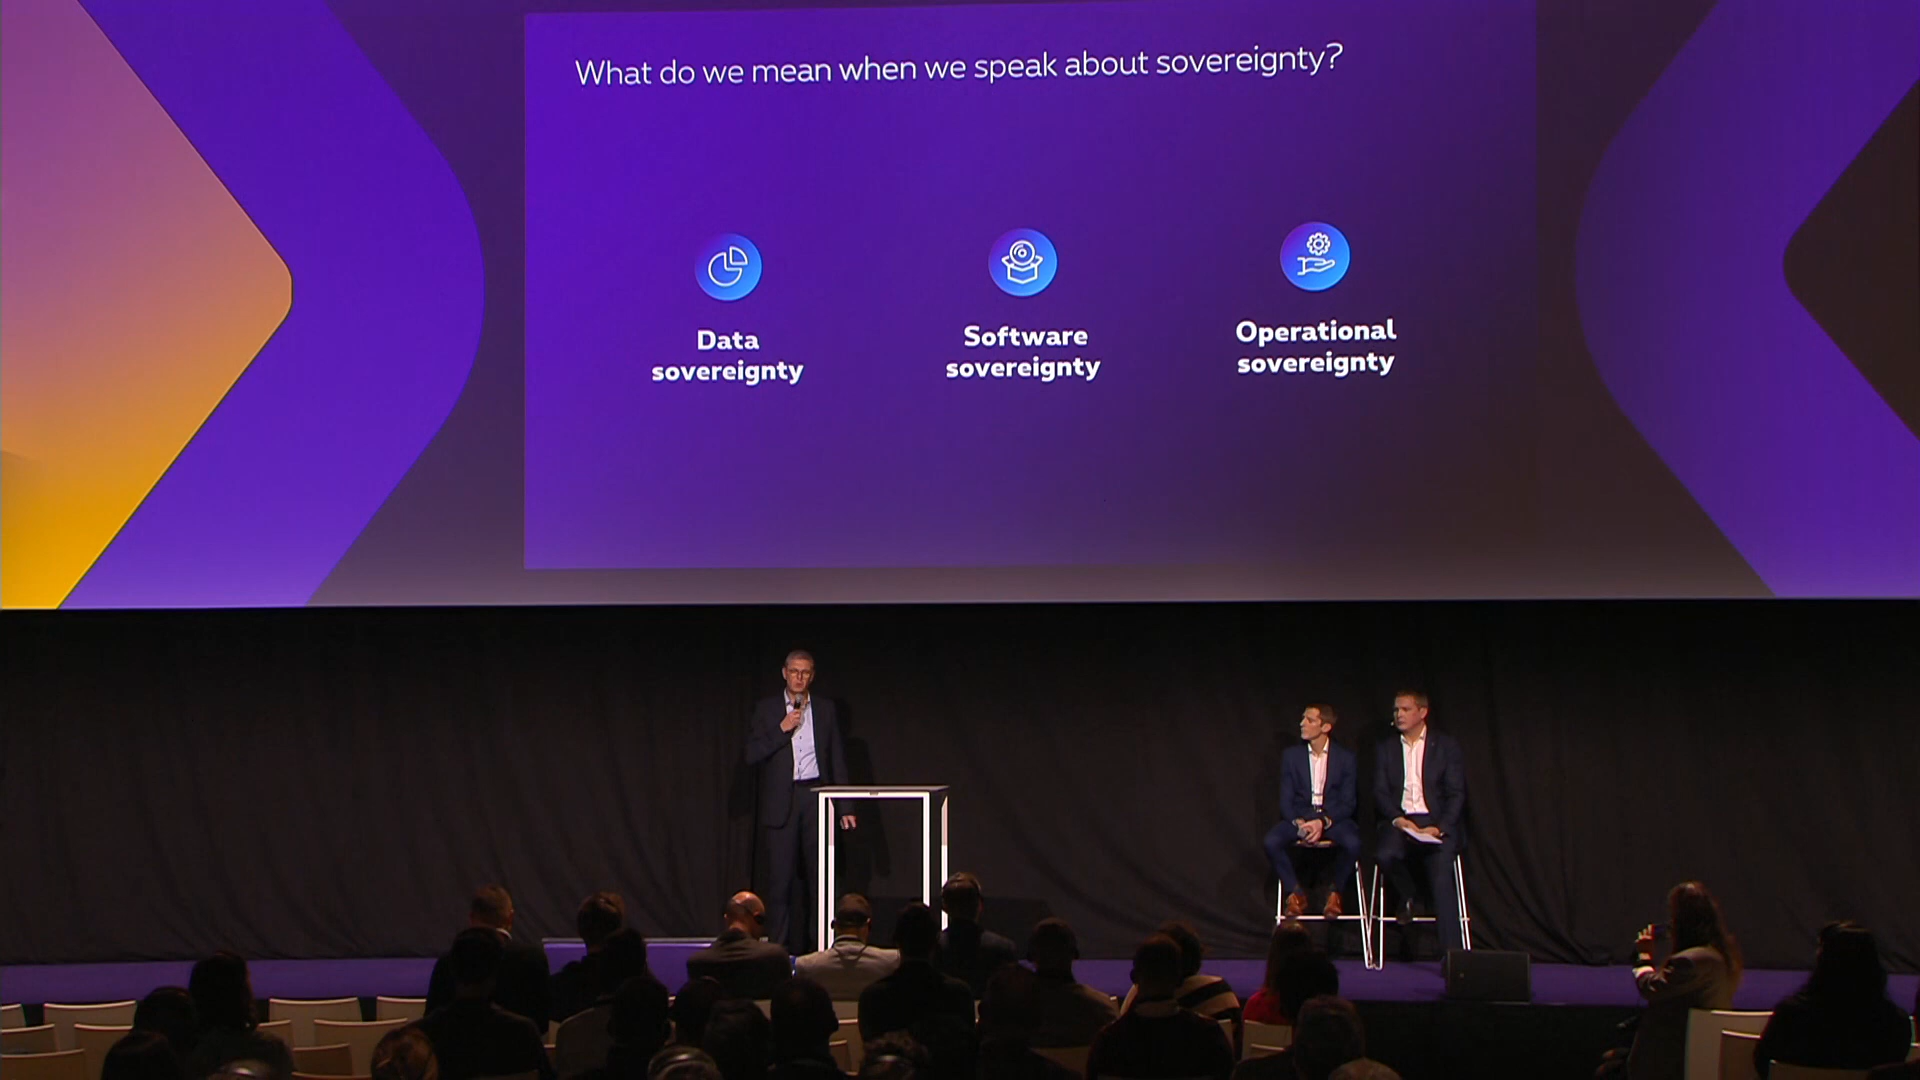 What do we mean when we speak about sovereignty?
Data
sovereignty
Software
sovereignty
Operational
sovereignty